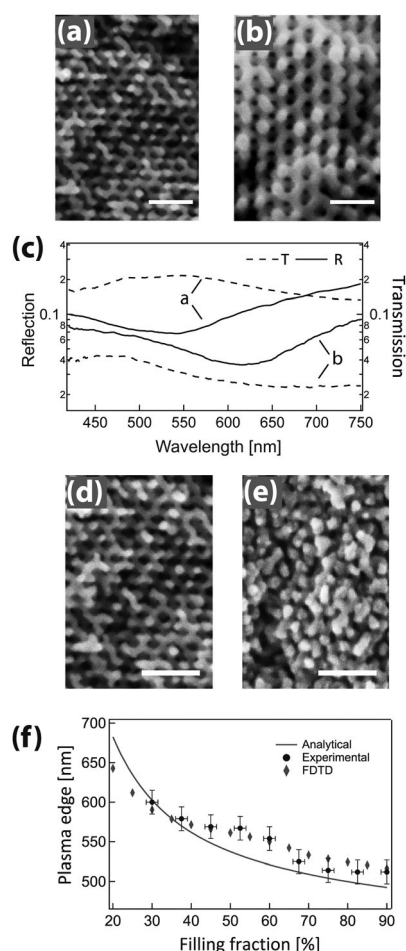 (a)
(b)
(c)
4
2
0.1
8
6
4
2
Reflection
T
R
a
b
4
2
0.1
8
6
4
2
Transmission
450
500
550
600
650
700
750
Wavelength [nm]
(d)
(e)
(f)
700
650
600
550
500
Plasma edge [nm]
Analytical
Experimental
FDTD
20
30
40
50
60
70
80
90
Filling fraction [%]